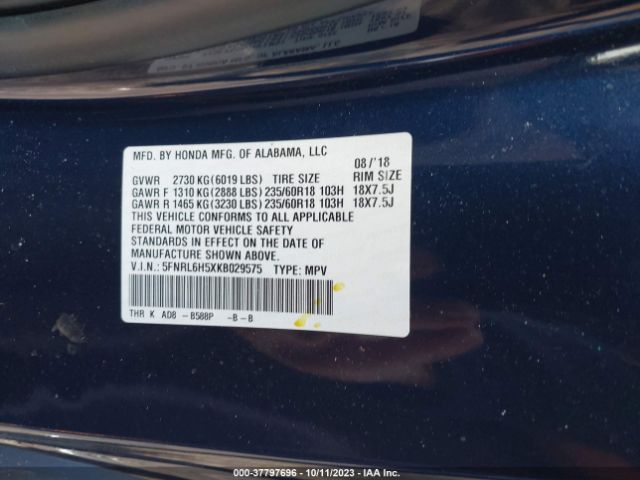 MFD. BY HONDA MFG. OF ALABAMA, LLC 08/'18
GVWR 2730 KG(6019 LBS) TIRE SIZE RIM SIZE
GAWR F 1310 KG(2888 LBS)235/60R18 103H 18X7.5J
GAWR R 1465 KG(3230 LBS)235/60R18 103H 18X7.5J
THIS VEHICLE CONFORMS TO ALL APPLICABLE
FEDERAL MOTOR VEHICLE SAFETY
STANDARDS IN EFFECT ON THE DATE OF
MANUFACTURE SHOWN ABOVE.
V.I.N.: 5FNRL6H5XKB029575 TYPE: MPV
THR K AD8 -B588P -B-B
000-37797696 - 10/11/2023 - IAA Inc.